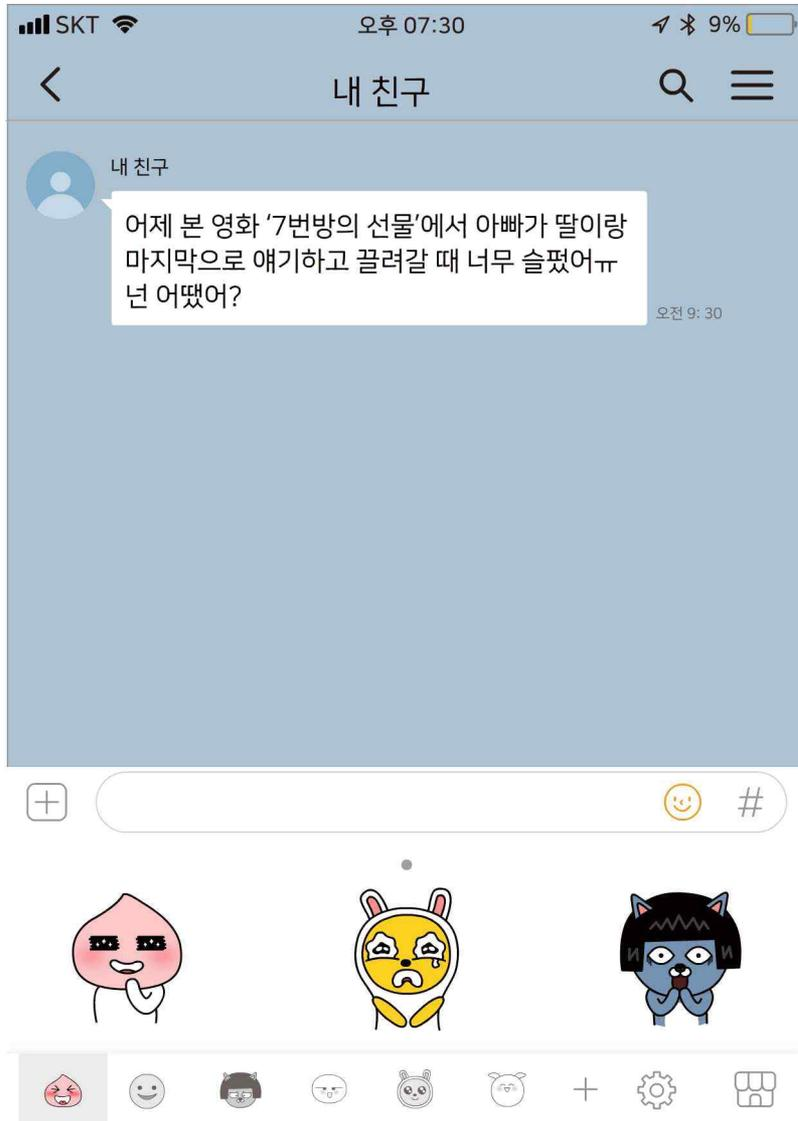 SKT 오후 07:30 9%
내 친구
내 친구
어제 본 영화 ‘7번방의 선물’에서 아빠가 딸이랑
마지막으로 얘기하고 끌려갈 때 너무 슬펐어ㅠ
넌 어땠어?
오전 9: 30
#